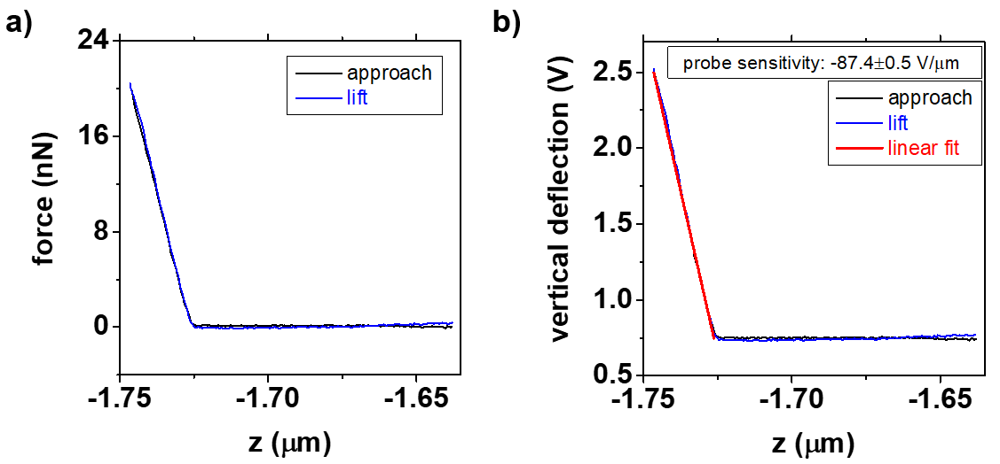 a)
24
16
8
0
force (nN)
approach
lift
-1.75
-1.70
-1.65
z (μm)
b)
2.5
2.0
1.5
1.0
0.5
vertical deflection (V)
probe sensitivity: -87.4±0.5 V/μm
approach
lift
linear fit
-1.75
-1.70
-1.65
z (μm)